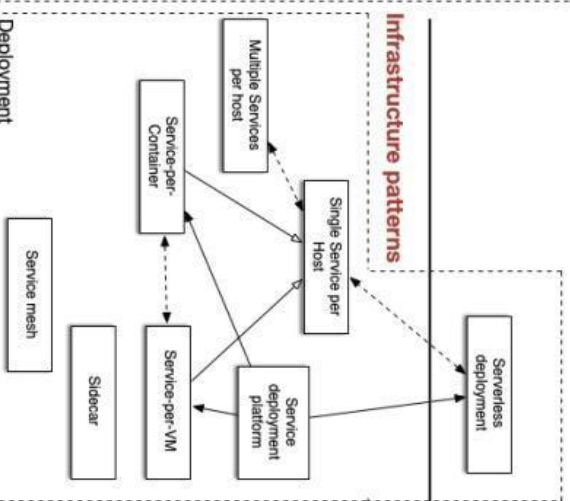 Infrastructure patterns
Serverless
deployment
Single Service per
Host
Multiple Services
per host
Service
deployment
platform
Service-per-
Container
Service-per-VM
Sidecar
Service mesh
Deployment